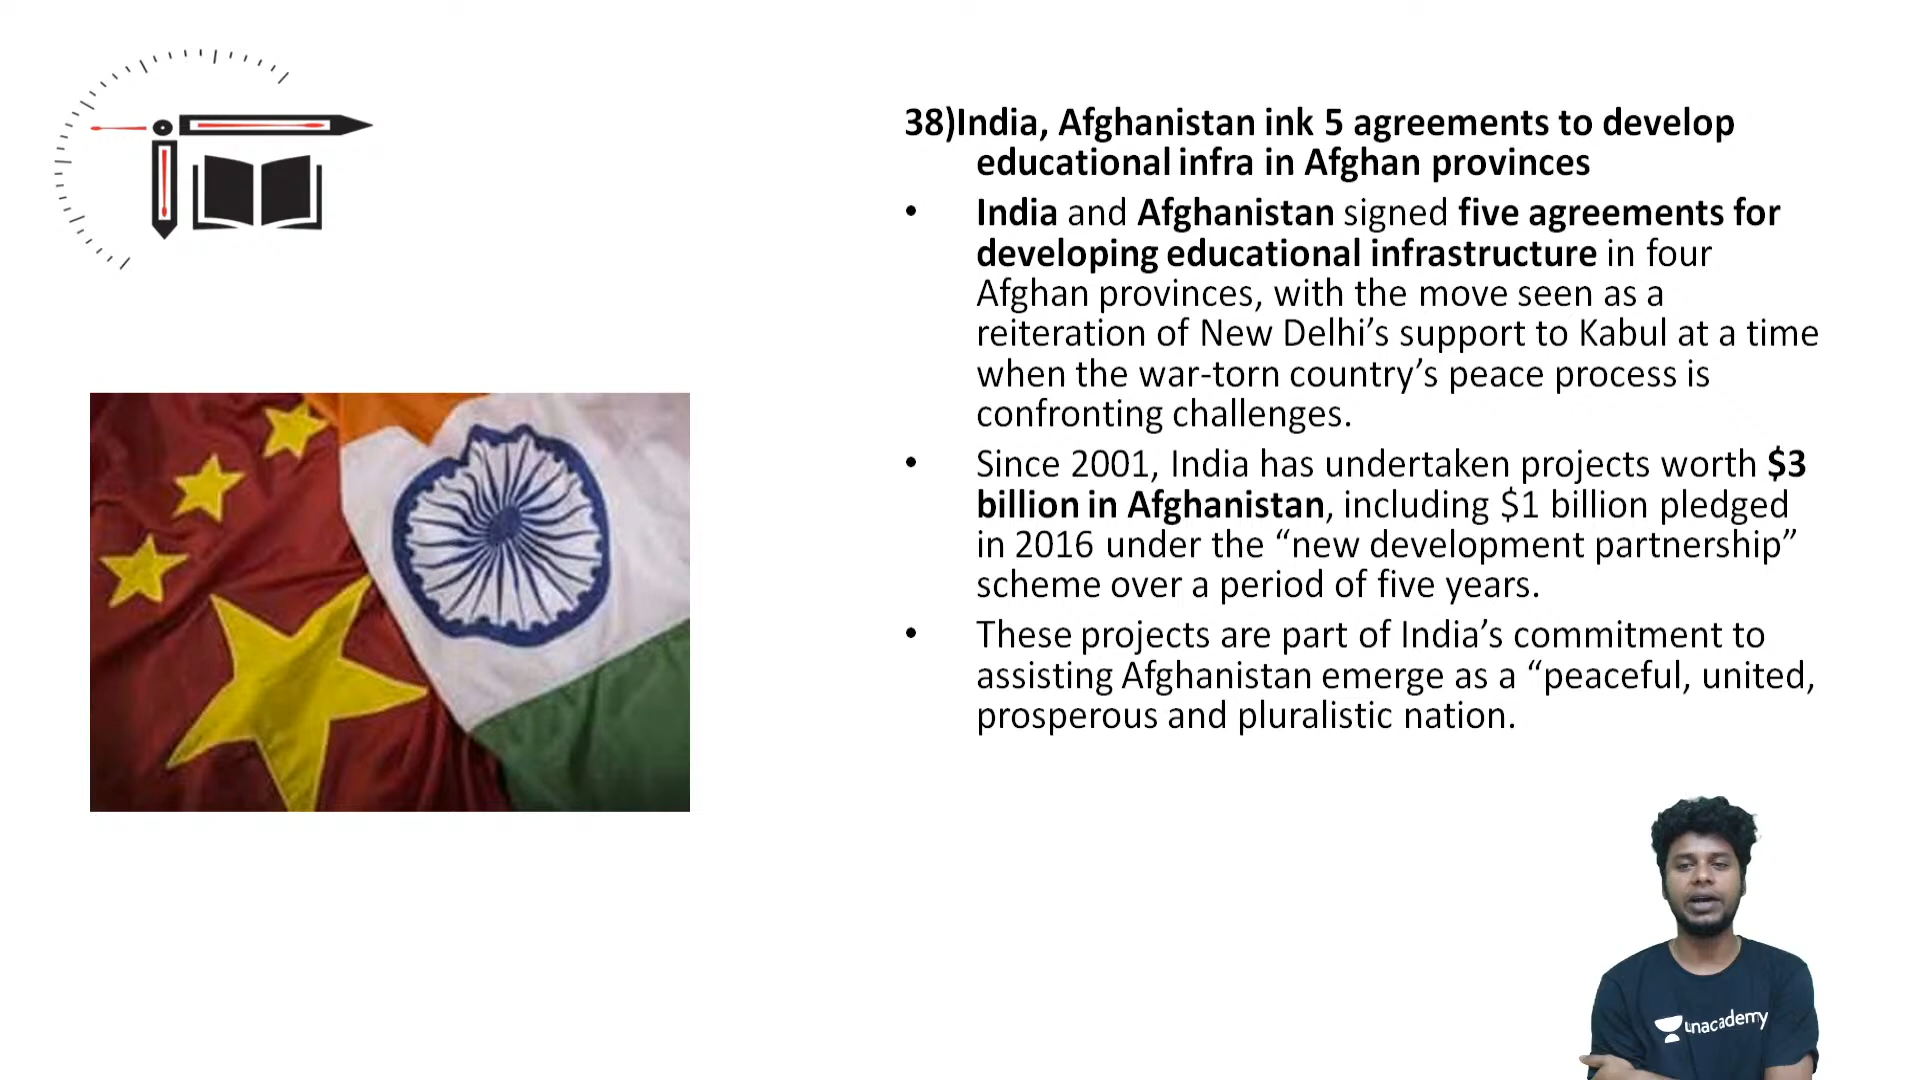 38)India, Afghanistan ink 5 agreements to develop
educational infra in Afghan provinces
• India and Afghanistan signed five agreements for
developing educational infrastructure in four
Afghan provinces, with the move seen as a
reiteration of New Delhi’s support to Kabul at a time
when the war-torn country’s peace process is
confronting challenges.
• Since 2001, India has undertaken projects worth $3
billion in Afghanistan, including $1 billion pledged
in 2016 under the “new development partnership”
scheme over a period of five years.
• These projects are part of India’s commitment to
assisting Afghanistan emerge as a “peaceful, united,
prosperous and pluralistic nation.
unacademy